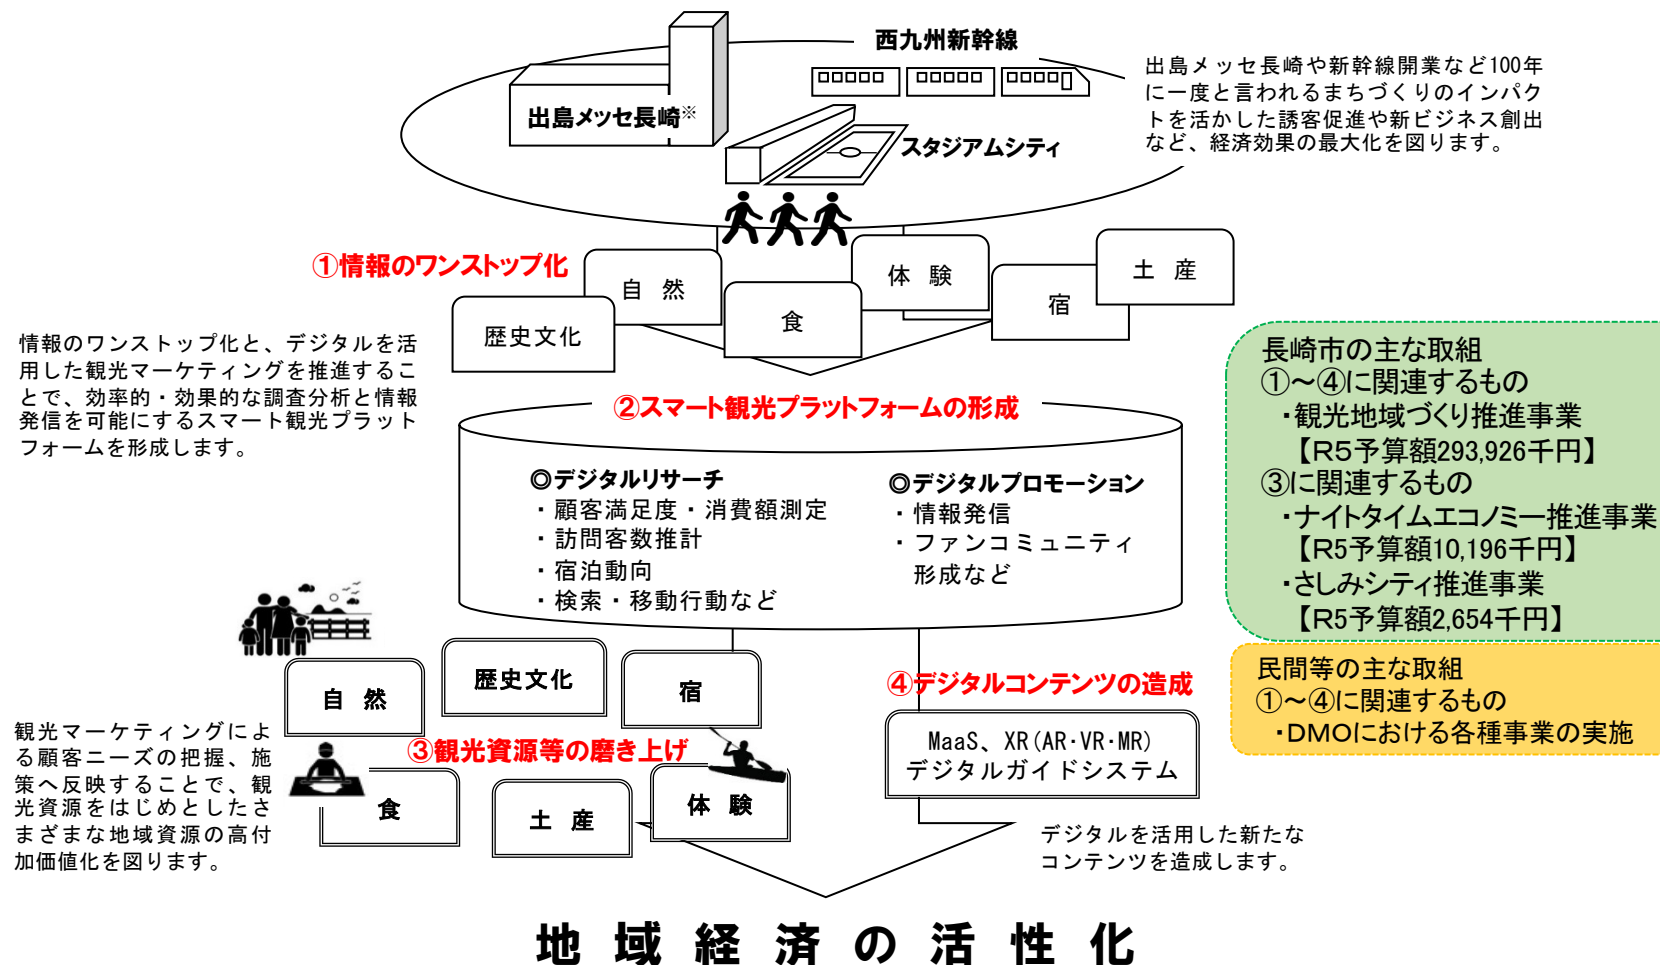 西九州新幹線
出島メッセ長崎※
スタジアムシティ
出島メッセ長崎や新幹線開業など100年
に一度と言われるまちづくりのインパク
トを活かした誘客促進や新ビジネス創出
など、経済効果の最大化を図ります。
①情報のワンストップ化
歴史文化
自 然
食
体 験
宿
土 産
情報のワンストップ化と、デジタルを活
用した観光マーケティングを推進するこ
とで、効率的・効果的な調査分析と情報
発信を可能にするスマート観光プラット
フォームを形成します。
②スマート観光プラットフォームの形成
◎デジタルリサーチ
・顧客満足度・消費額測定
・訪問客数推計
・宿泊動向
・検索・移動行動など
◎デジタルプロモーション
・情報発信
・ファンコミュニティ
形成など
長崎市の主な取組
①～④に関連するもの
・観光地域づくり推進事業
【R5予算額293,926千円】
③に関連するもの
・ナイトタイムエコノミー推進事業
【R5予算額10,196千円】
・さしみシティ推進事業
【R5予算額2,654千円】
民間等の主な取組
①～④に関連するもの
・DMOにおける各種事業の実施
自 然
歴史文化
宿
③観光資源等の磨き上げ
食
土 産
体 験
観光マーケティングによ
る顧客ニーズの把握、施
策へ反映することで、観
光資源をはじめとしたさ
まざまな地域資源の高付
加価値化を図ります。
④デジタルコンテンツの造成
MaaS、XR(AR・VR・MR)
デジタルガイドシステム
デジタルを活用した新たな
コンテンツを造成します。
地域経済の活性化